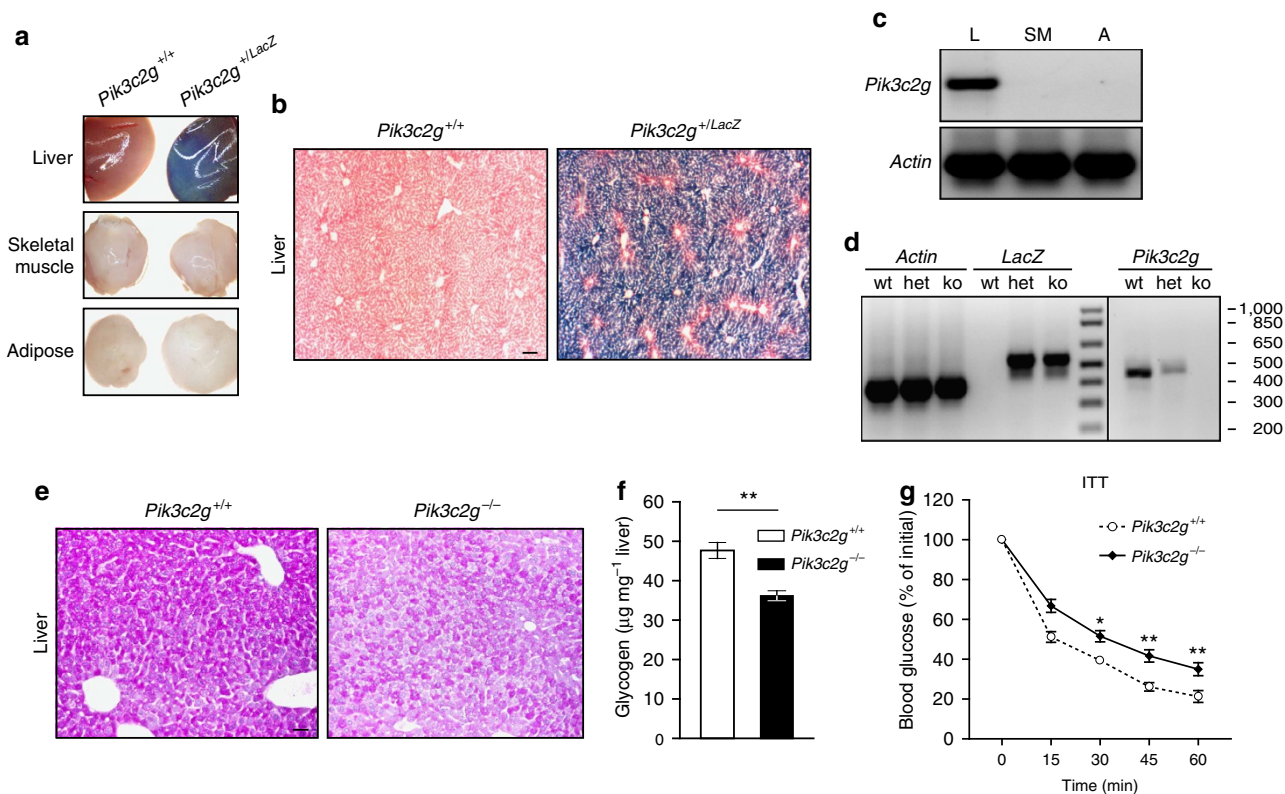 a
Pik3c2g+/+
Pik3c2g+/LacZ
Liver
Skeletal
muscle
Adipose
b
Pik3c2g+/+
Pik3c2g+/LacZ
Liver
c
L SM A
Pik3c2g
Actin
d
Actin LacZ Pik3c2g
wt het ko wt het ko wt het ko
1,000
850
650
500
400
300
200
e
Pik3c2g+/+
Pik3c2g−/−
Liver
f
60
50
40
30
20
10
0
Glycogen (µg mg−1 liver)
**
Pik3c2g+/+
Pik3c2g−/−
g
ITT
120
100
80
60
40
20
0
Blood glucose (% of initial)
Pik3c2g+/+
Pik3c2g−/−
*
**
**
0 15 30 45 60
Time (min)